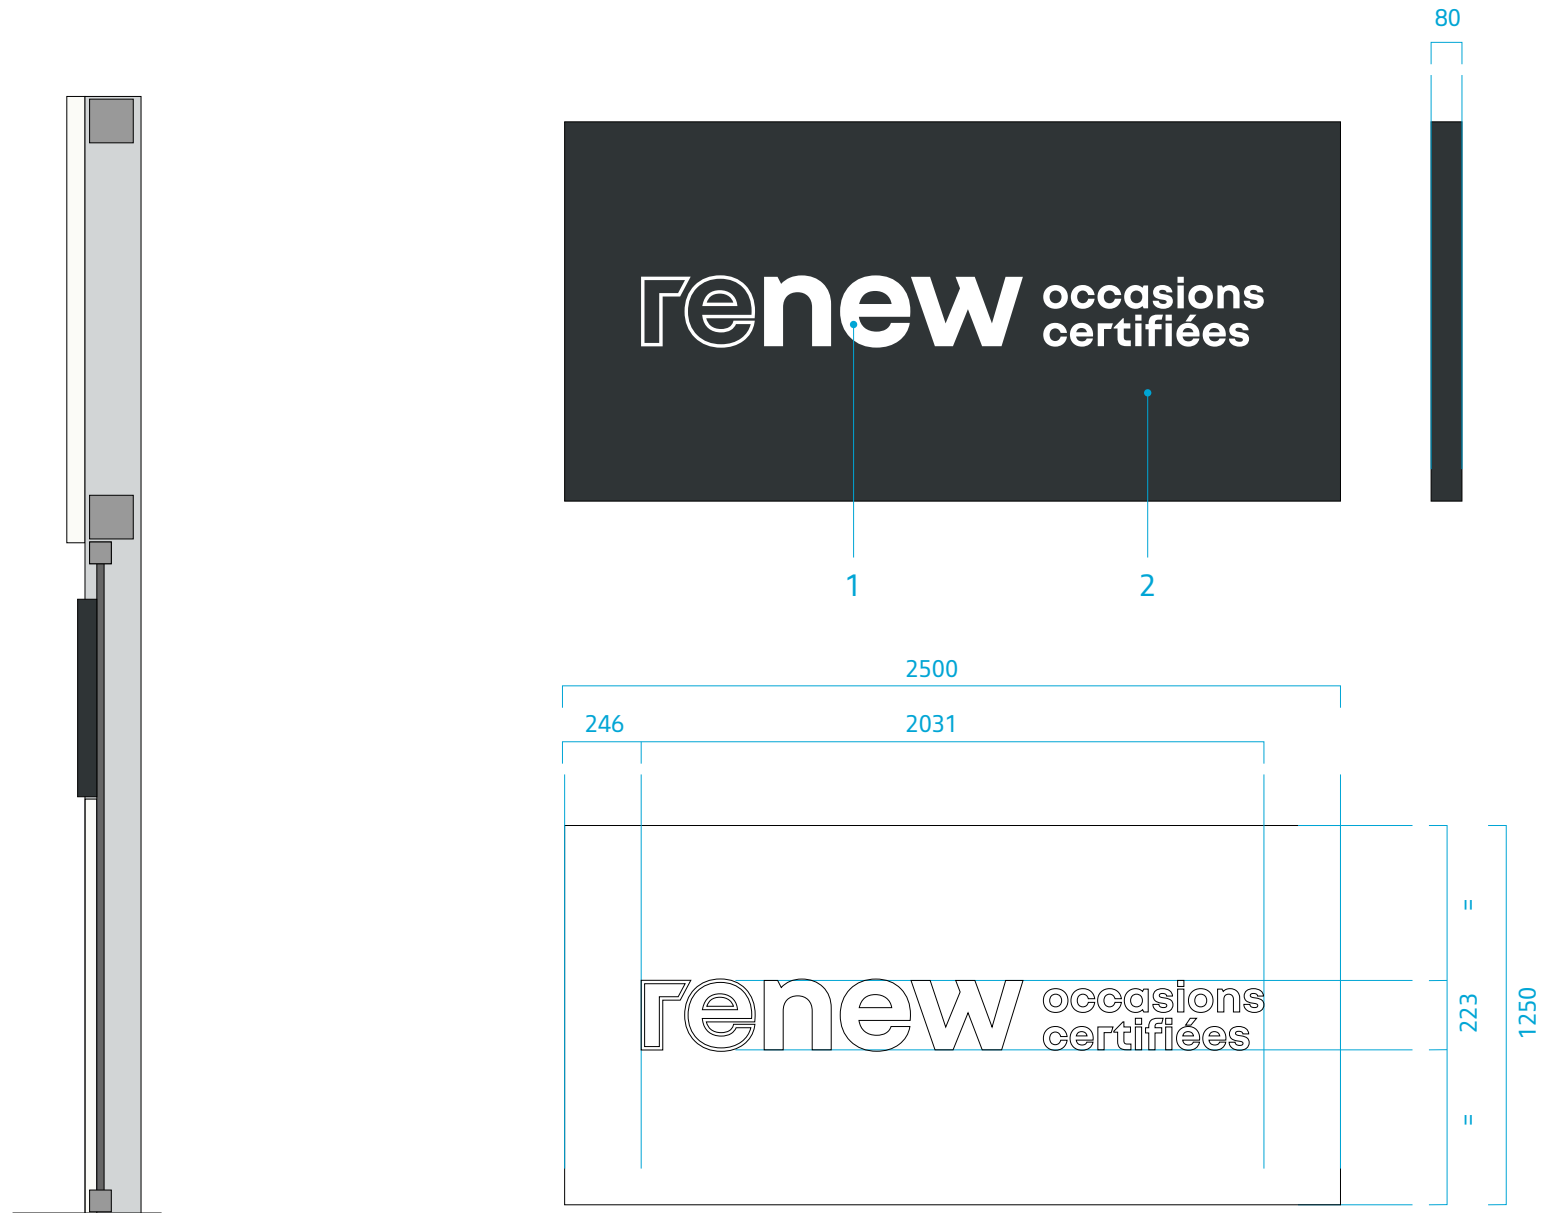 80
renew occasions
certifiées
1
2
2500
246
2031
renew occasions
certifiées
=
223
=
1250